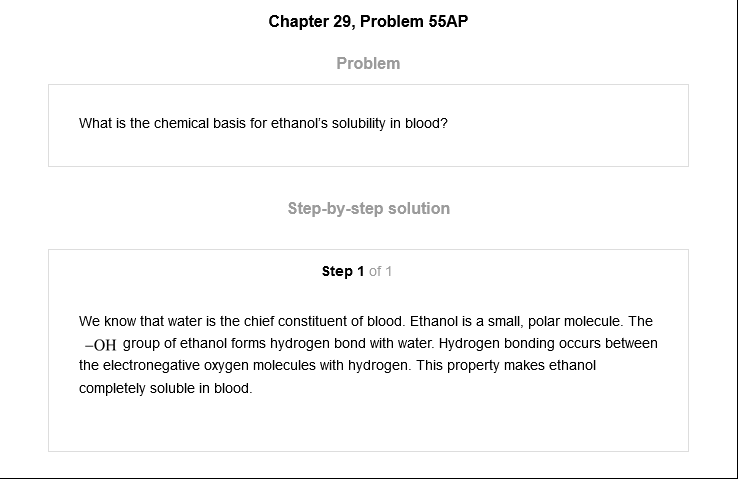 Chapter 29, Problem 55AP
Problem
What is the chemical basis for ethanol's solubility in blood?
Step-by-step solution
Step 1 of 1
We know that water is the chief constituent of blood. Ethanol is a small, polar molecule. The
–OH group of ethanol forms hydrogen bond with water. Hydrogen bonding occurs between
the electronegative oxygen molecules with hydrogen. This property makes ethanol
completely soluble in blood.